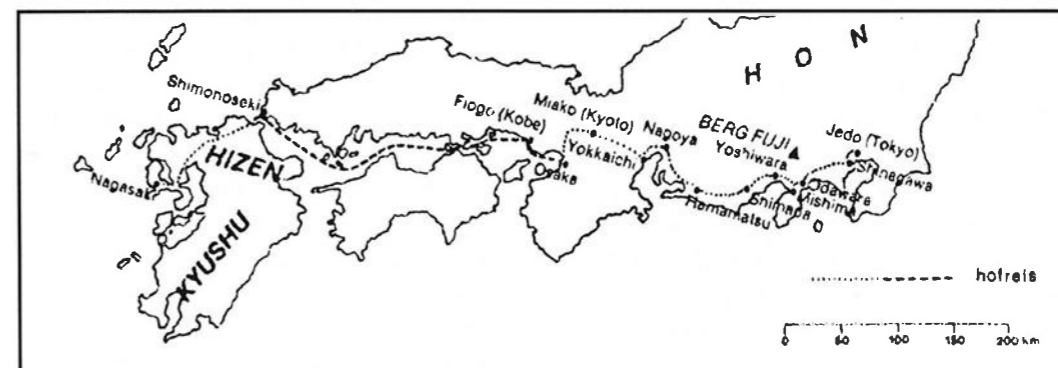 H O N
Shimonoseki
Fiogo (Kobe)
Miako (Kyoto)
Nagoya
BERG FUJI
Yoshiwara
Jedo (Tokyo)
Shinagawa
HIZEN
Nagasaki
Osaka
Yokkaichi
Odawara
Mishima
Shimada
Hamamatsu
KYUSHU
hofreis
0 50 100 150 200 km